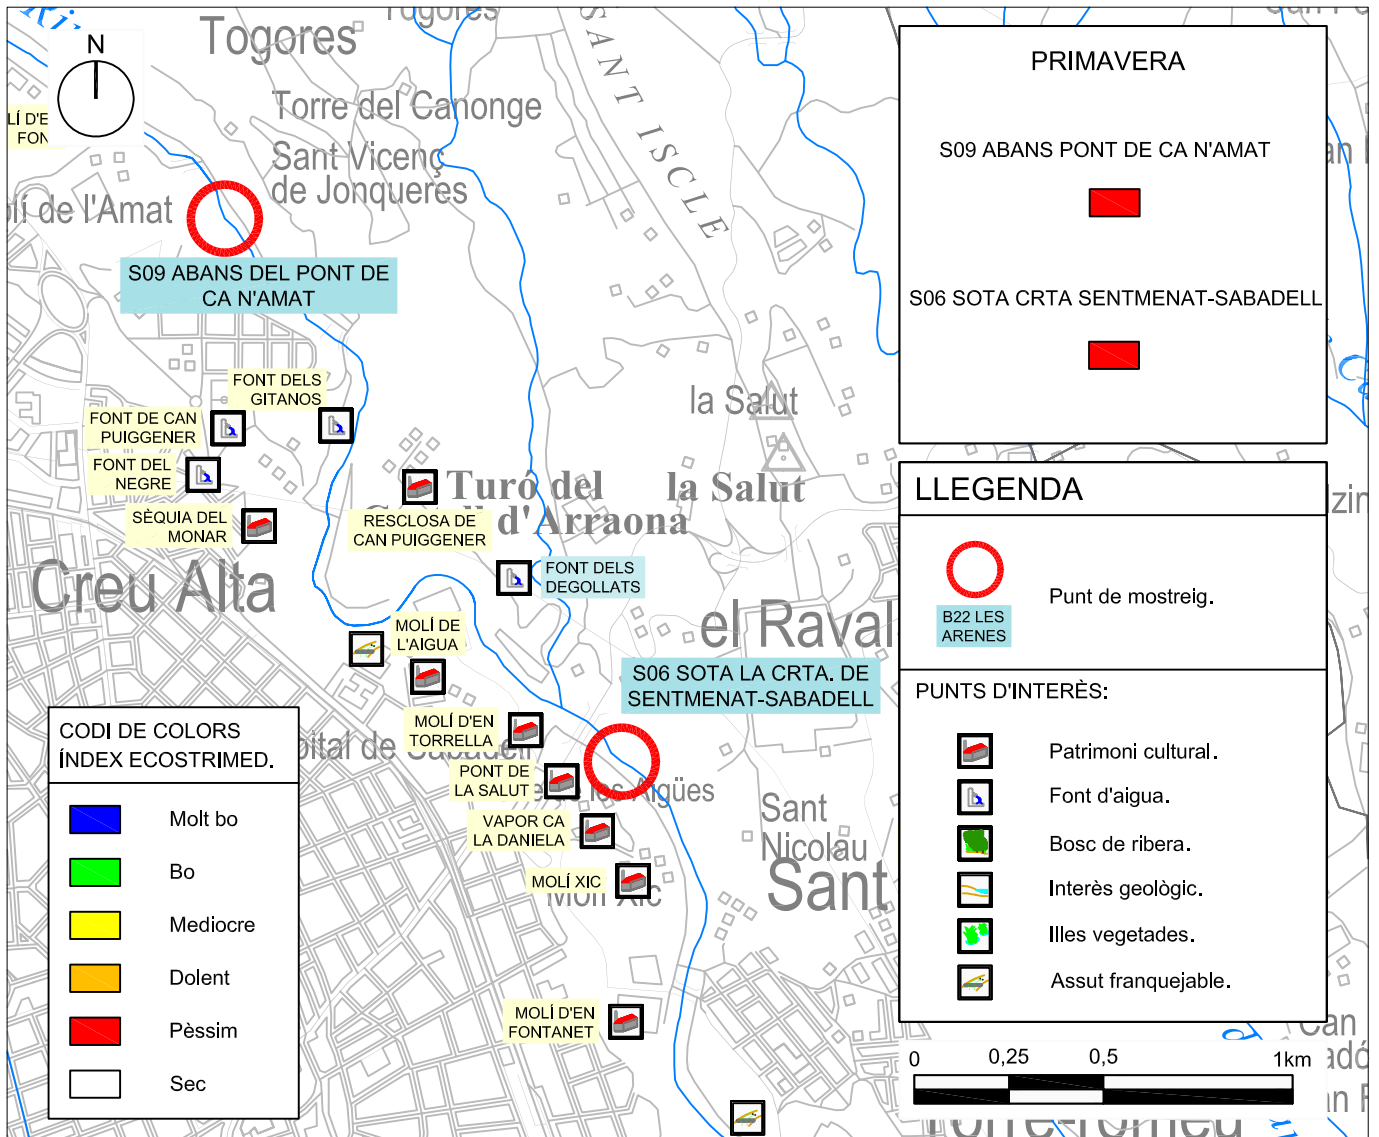 N
Togores
Togores
Torre del Canonge
Sant Vicenç
de Jonqueres
SANT ISCLE
S09 ABANS DEL PONT DE
CA N'AMAT
FONT DELS
GITANOS
FONT DE CAN
PUIGGENER
FONT DEL
NEGRE
SÈQUIA DEL
MONAR
RESCLOSA DE
CAN PUIGGENER
Turó del
d'Arraona
la Salut
la Salut
FONT DELS
DEGOLLATS
Creu Alta
MOLÍ DE
L'AIGUA
el Raval
S06 SOTA LA CRTA. DE
SENTMENAT-SABADELL
MOLÍ D'EN
TORRELLA
PONT DE
LA SALUT
VAPOR CA
LA DANIELA
MOLÍ XIC
Molí Xic
Sant
Nicolau
Sant
MOLÍ D'EN
FONTANET
CODI DE COLORS
ÍNDEX ECOSTRIMED.
Molt bo
Bo
Mediocre
Dolent
Pèssim
Sec
PRIMAVERA
S09 ABANS PONT DE CA N'AMAT
S06 SOTA CRTA SENTMENAT-SABADELL
LLEGENDA
B22 LES
ARENES
Punt de mostreig.
PUNTS D'INTERÈS:
Patrimoni cultural.
Font d'aigua.
Bosc de ribera.
Interès geològic.
Illes vegetades.
Assut franquejable.
0 0,25 0,5 1km
Can
Torre-romeu